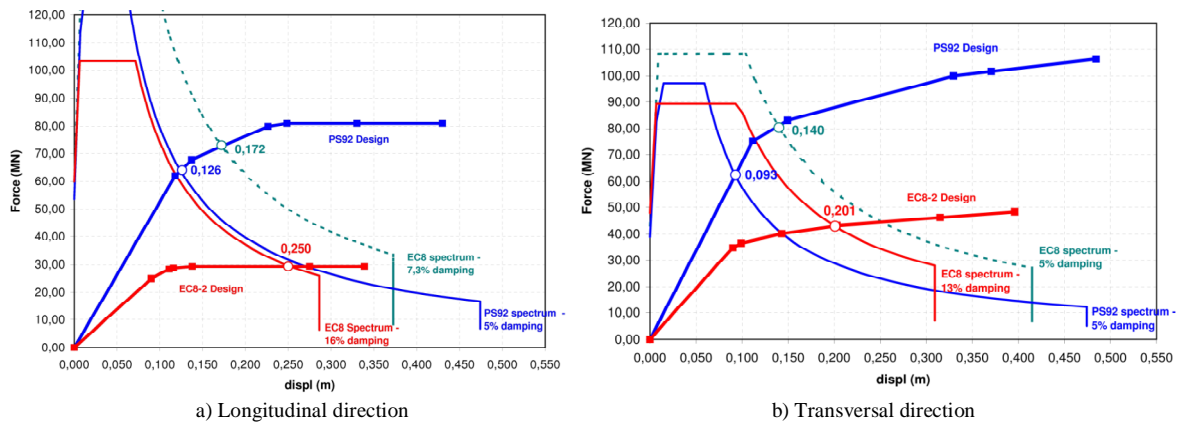 120,00
110,00
100,00
90,00
80,00
70,00
60,00
50,00
40,00
30,00
20,00
10,00
0,00
Force (MN)
0,000 0,050 0,100 0,150 0,200 0,250 0,300 0,350 0,400 0,450 0,500 0,550
displ (m)
PS92 Design
0,172
0,126
0,250
EC8-2 Design
EC8 spectrum -
7,3% damping
PS92 spectrum -
5% damping
EC8 Spectrum -
16% damping
a) Longitudinal direction
120,00
110,00
100,00
90,00
80,00
70,00
60,00
50,00
40,00
30,00
20,00
10,00
0,00
Force (MN)
0,000 0,050 0,100 0,150 0,200 0,250 0,300 0,350 0,400 0,450 0,500 0,550
displ (m)
PS92 Design
0,140
0,093
0,201
EC8-2 Design
EC8 spectrum -
5% damping
EC8 spectrum -
13% damping
PS92 spectrum -
5% damping
b) Transversal direction